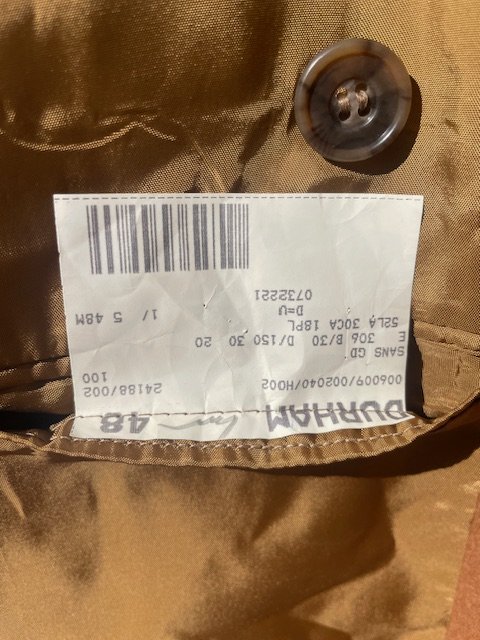 DURHAM 48
006009/002040/H002 24188/002
SANS GD 100
E 306 B/30 D/150 30 20
52LA 30CA 18PL
D=U 1/ 5 48M
0732221